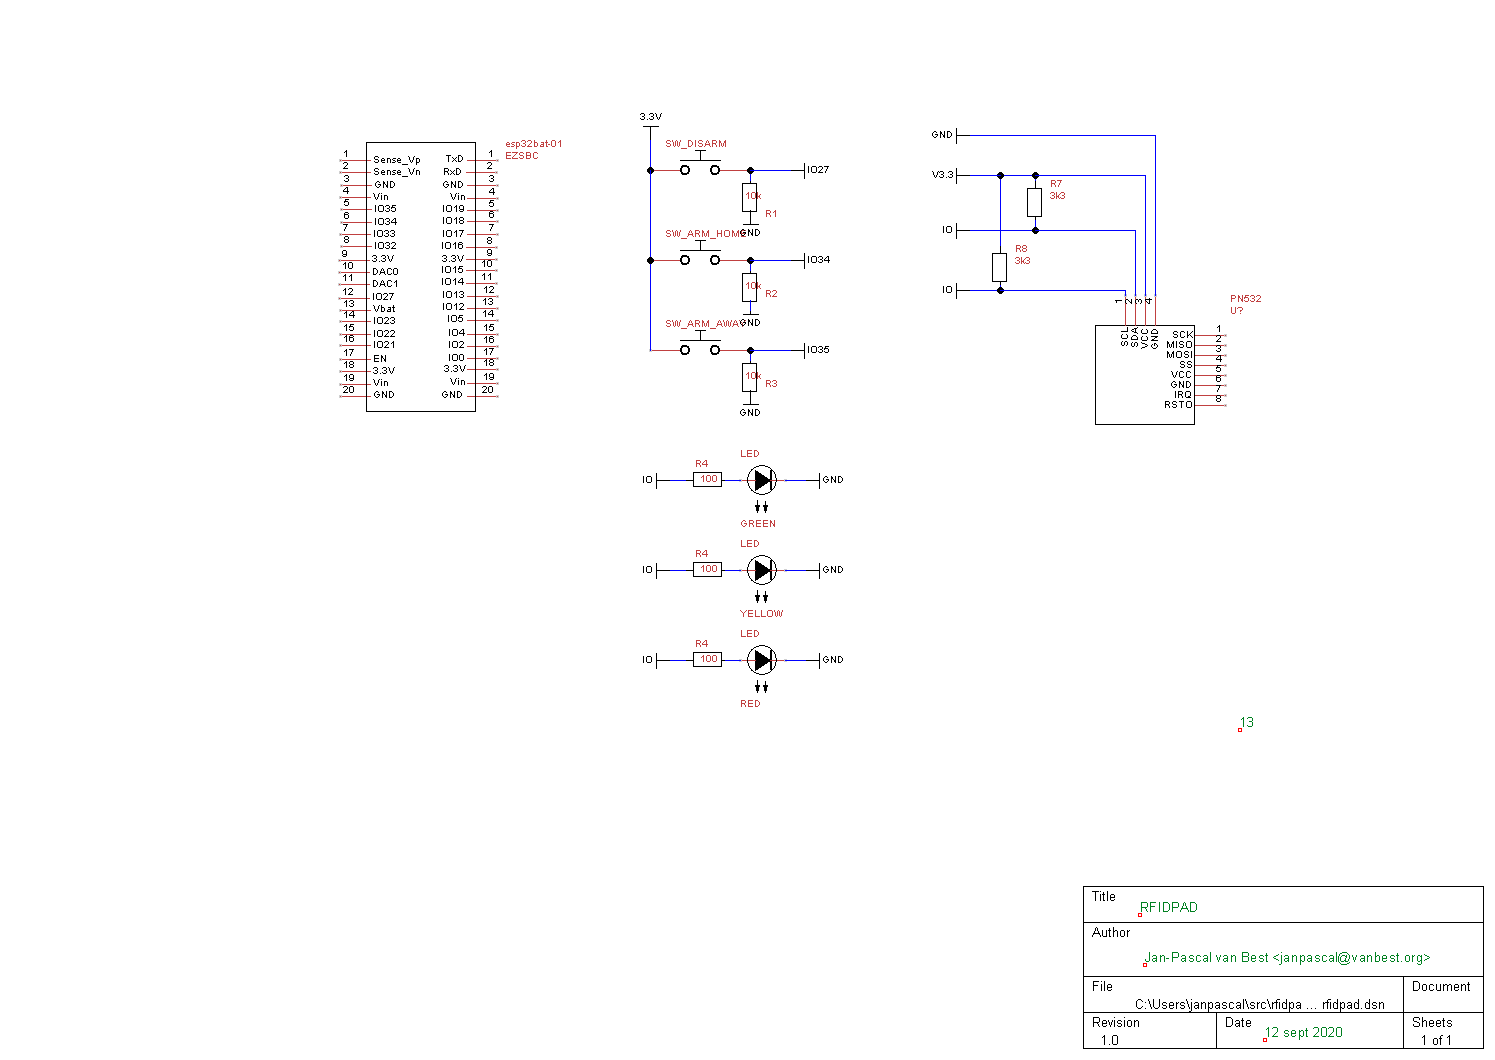 esp32bat-01
EZSBC
1 Sense_Vp TxD 1
2 Sense_Vn RxD 2
3 GND GND 3
4 Vin Vin 4
5 IO35 IO19 5
6 IO34 IO18 6
7 IO33 IO17 7
8 IO32 IO16 8
9 3.3V 3.3V 9
10 DAC0 IO15 10
11 DAC1 IO14 11
12 IO27 IO13 12
13 Vbat IO12 13
14 IO23 IO5 14
15 IO22 IO4 15
16 IO21 IO2 16
17 EN IO0 17
18 3.3V 3.3V 18
19 Vin Vin 19
20 GND GND 20
3.3V
SW_DISARM
IO27
10k
R1
GND
SW_ARM_HOME
IO34
10k
R2
GND
SW_ARM_AWAY
IO35
10k
R3
GND
LED
R4
IO 100 GND
GREEN
LED
R4
IO 100 GND
YELLOW
LED
R4
IO 100 GND
RED
GND
V3.3
R7
3k3
IO
R8
3k3
IO
1 2 3 4
SCL SDA VCC GND
PN532
U?
SCK 1
MISO 2
MOSI 3
SS 4
VCC 5
GND 6
IRQ 7
RSTO 8
13
Title
RFIDPAD
Author
Jan-Pascal van Best <janpascal@vanbest.org>
File Document
C:\Users\janpascal\src\rfidpa ... rfidpad.dsn
Revision Date Sheets
1.0 12 sept 2020 1 of 1